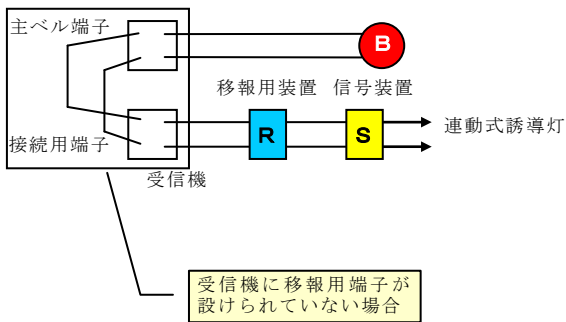 主ベル端子
B
移報用装置
信号装置
R
S
連動式誘導灯
接続用端子
受信機
受信機に移報用端子が
設けられていない場合